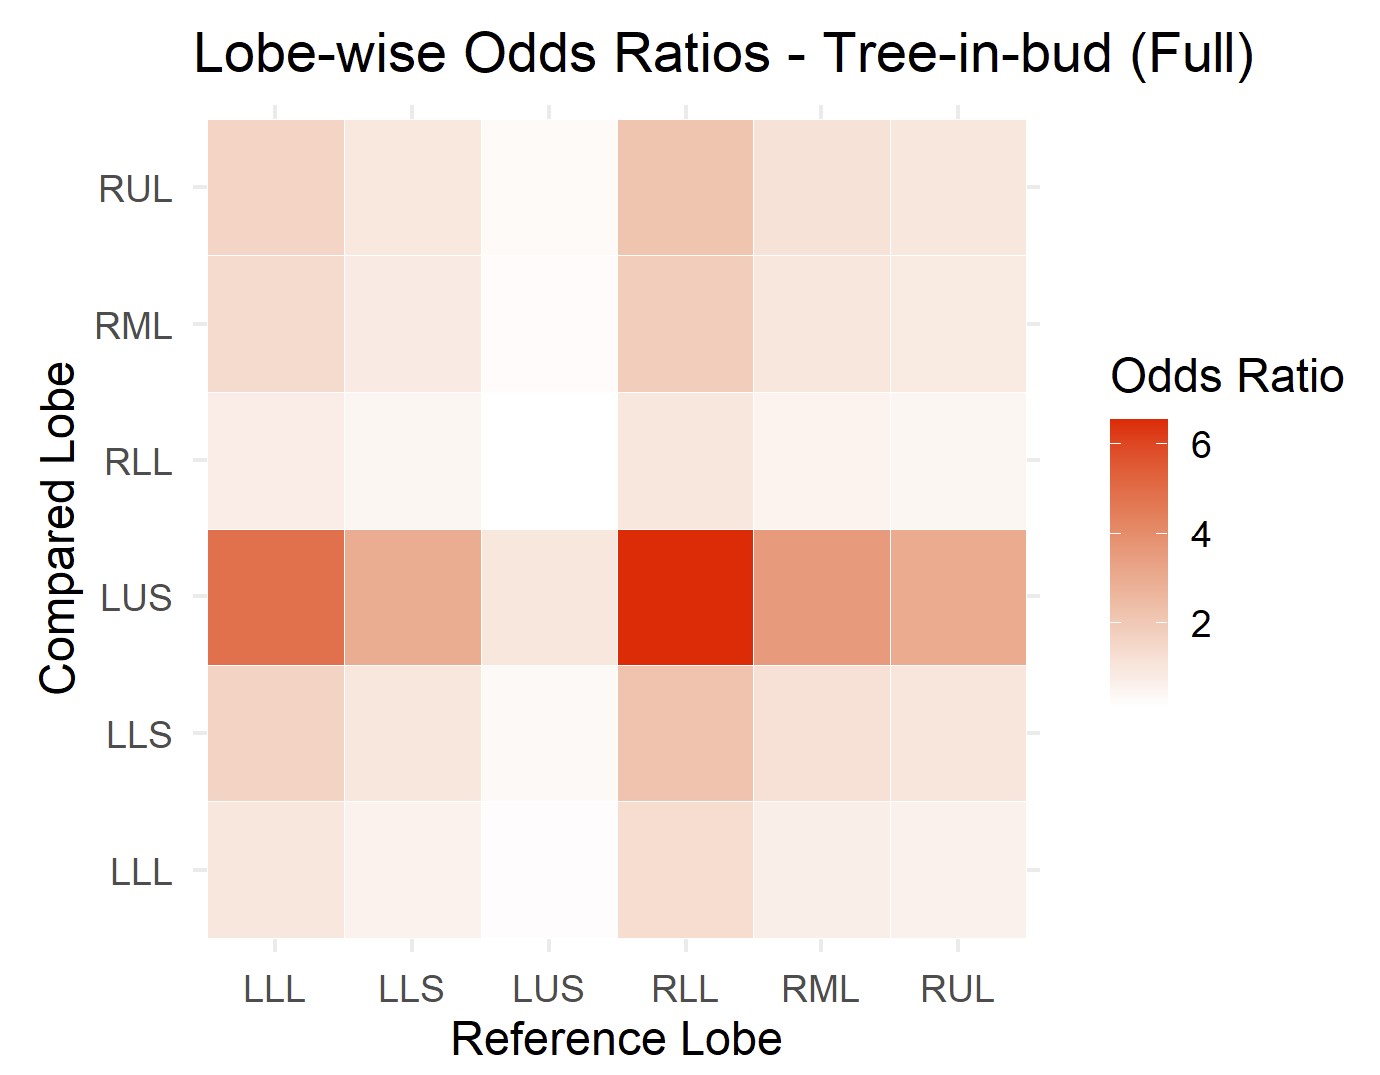 Lobe-wise Odds Ratios - Tree-in-bud (Full)
Compared Lobe
RUL
RML
RLL
LUS
LLS
LLL
LLL LLS LUS RLL RML RUL
Reference Lobe
Odds Ratio
6
4
2